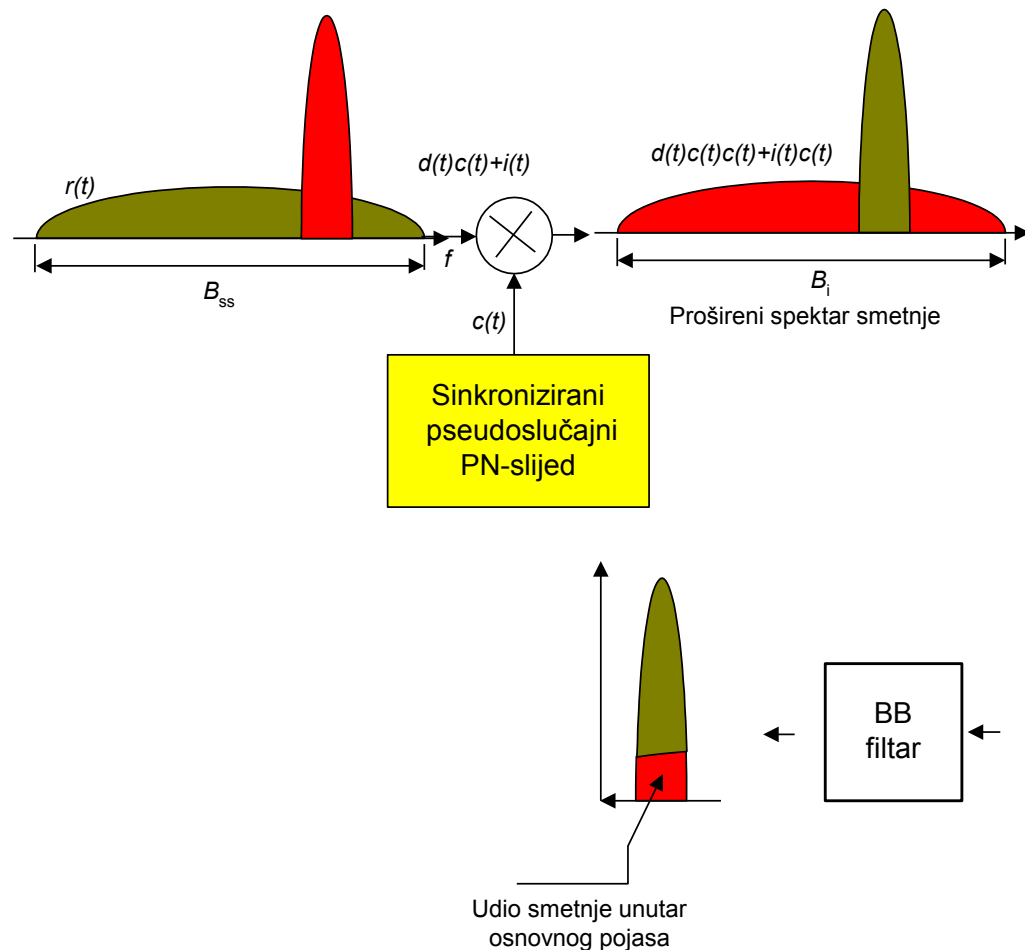 r(t)
d(t)c(t)+i(t)
d(t)c(t)c(t)+i(t)c(t)
f
B_ss
B_i
Prošireni spektar smetnje
c(t)
Sinkronizirani
pseudoslučajni
PN-slijed
BB
filtar
Udio smetnje unutar
osnovnog pojasa